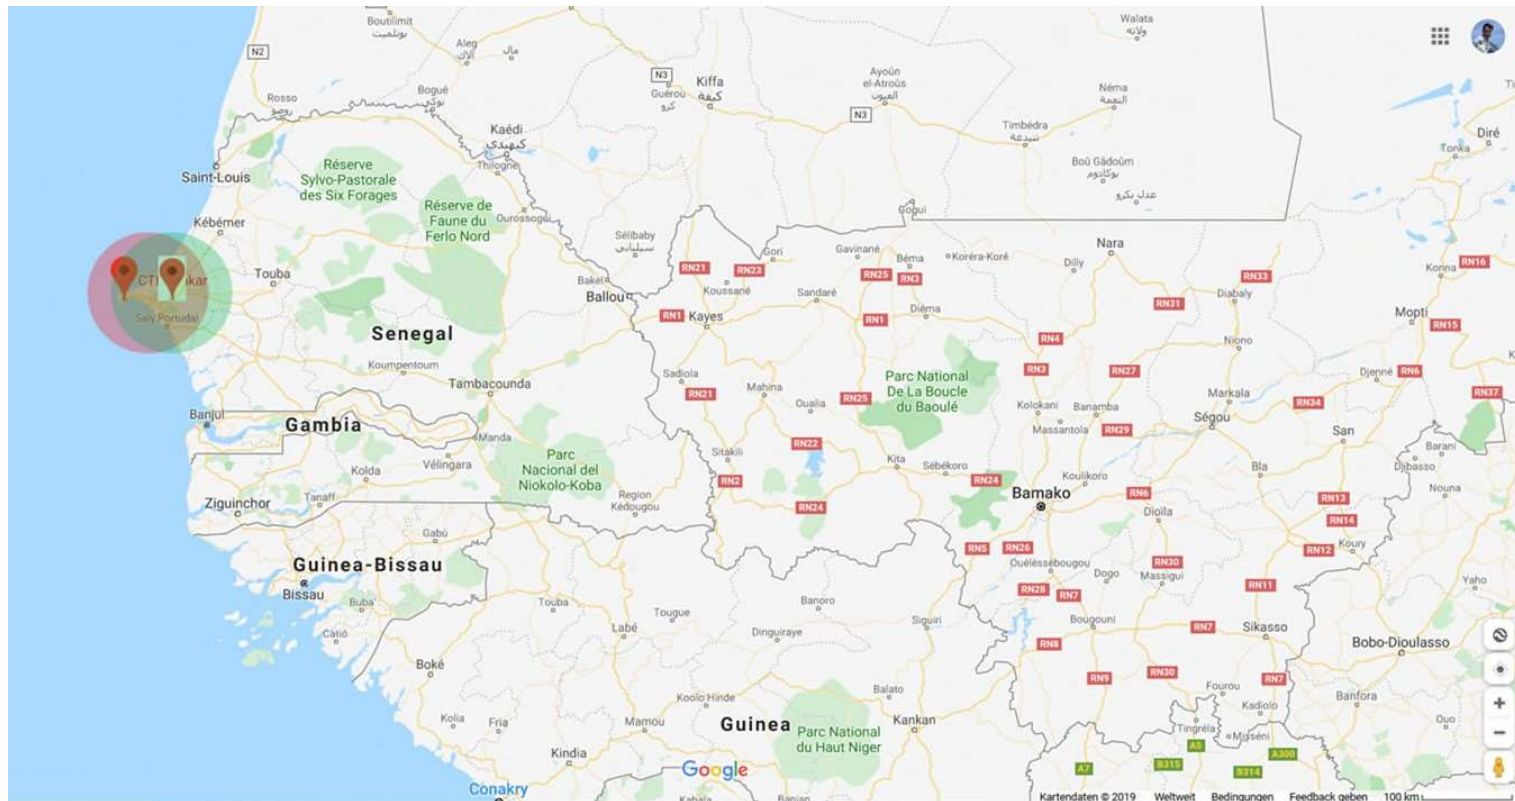 Boutilimit
بوتلميت
N2
Aleg
ألاك
مال
Rosso
روصو
Bogué
بوكي
N3
Guérou
كرو
Kiffa
كيفة
Ayoûn
el-Atroûs
العيون
N3
Walata
ولاته
Néma
النعمة
Timbédra
تنبدغة
Boû Gâdoûm
بوكادوم
عدل بكرو
Diré
Tonka
Kaédi
كيهيدي
Thilogne
Saint-Louis
Réserve
Sylvo-Pastorale
des Six Forages
Réserve de
Faune du
Ferlo Nord
Ourossogui
Kébémer
Sélibaby
سيليبابي
Gogui
Touba
Saly Portudal
Bakel
Ballou
Senegal
Koumpentoum
Tambacounda
Banjul
Gambia
Manda
Vélingara
Kolda
Parc
Nacional del
Niokolo-Koba
Region
Kédougou
Ziguinchor
Tanaff
Gabú
Guinea-Bissau
Bissau
Buba
Catió
RN21
RN23
Gori
Koussané
Gavinané
RN25
Béma
RN3
Koréra-Koré
Sandaré
Diéma
RN1
Kayes
RN1
Nara
Dilly
RN33
Diabaly
RN31
RN16
Konna
Mopti
RN15
RN4
Niono
Sadiola
RN21
Mahina
Oualia
RN25
Parc National
De La Boucle
du Baoulé
RN3
RN27
Kolokani
Banamba
Massantola
RN29
Markala
Ségou
RN34
Djenné
RN6
RN37
San
Barani
Djibasso
Nouna
Sitakili
RN22
RN2
RN24
Kita
Sébékoro
RN24
Koulikoro
Bamako
RN6
Dioïla
Bla
RN13
RN14
RN12
Koury
RN5
RN26
Ouéléssébougou
Dogo
RN30
Massigui
RN28
RN7
RN11
Yaho
Bougouni
RN7
Sikasso
RN8
Bobo-Dioulasso
RN9
RN30
RN7
Fourou
Kadiolo
Banfora
Ouo
Tingréla
Misséni
A5
A7
B315
B314
A300
Touba
Tougue
Banoro
Labé
Dinguiraye
Siguiri
Boké
Koolo Hinde
Balato
Kolia
Fria
Mamou
Guinea
Parc National
du Haut Niger
Kankan
Kindia
Google
Conakry
Kabala
Banian
Kartendaten © 2019
Weltweit
Bedingungen
Feedback geben
100 km